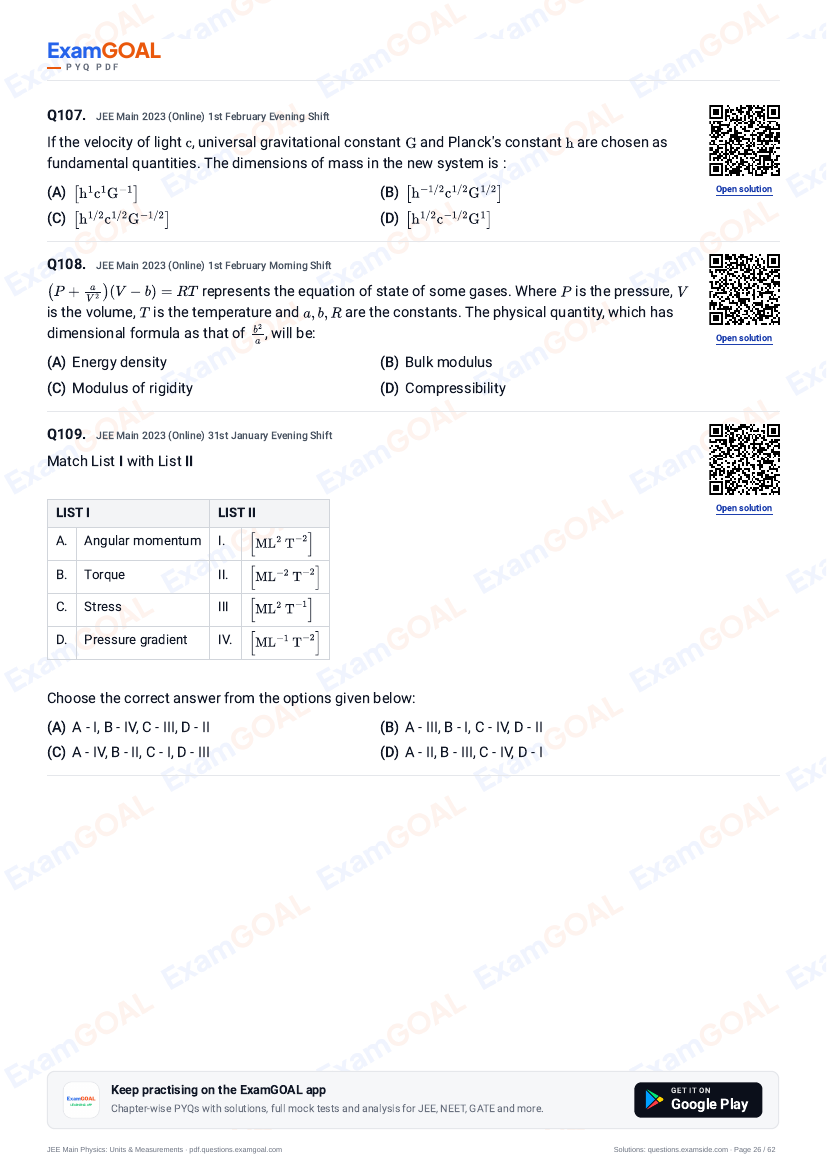 ExamGOAL
PYQ PDF
Q107. JEE Main 2023 (Online) 1st February Evening Shift
If the velocity of light c, universal gravitational constant G and Planck's constant h are chosen as
fundamental quantities. The dimensions of mass in the new system is :
(A) [h¹c¹G⁻¹] (B) [h^{-1/2}c^{1/2}G^{1/2}]
(C) [h^{1/2}c^{1/2}G^{-1/2}] (D) [h^{1/2}c^{-1/2}G¹]
Open solution
Q108. JEE Main 2023 (Online) 1st February Morning Shift
(P + a/V²)(V − b) = RT represents the equation of state of some gases. Where P is the pressure, V
is the volume, T is the temperature and a, b, R are the constants. The physical quantity, which has
dimensional formula as that of b²/a, will be:
(A) Energy density (B) Bulk modulus
(C) Modulus of rigidity (D) Compressibility
Open solution
Q109. JEE Main 2023 (Online) 31st January Evening Shift
Match List I with List II
Open solution
LIST I LIST II
A. Angular momentum I. [ML² T⁻²]
B. Torque II. [ML⁻² T⁻²]
C. Stress III [ML² T⁻¹]
D. Pressure gradient IV. [ML⁻¹ T⁻²]
Choose the correct answer from the options given below:
(A) A - I, B - IV, C - III, D - II (B) A - III, B - I, C - IV, D - II
(C) A - IV, B - II, C - I, D - III (D) A - II, B - III, C - IV, D - I
Keep practising on the ExamGOAL app
Chapter-wise PYQs with solutions, full mock tests and analysis for JEE, NEET, GATE and more.
GET IT ON
Google Play
JEE Main Physics: Units & Measurements · pdf.questions.examgoal.com
Solutions: questions.examside.com · Page 26 / 62